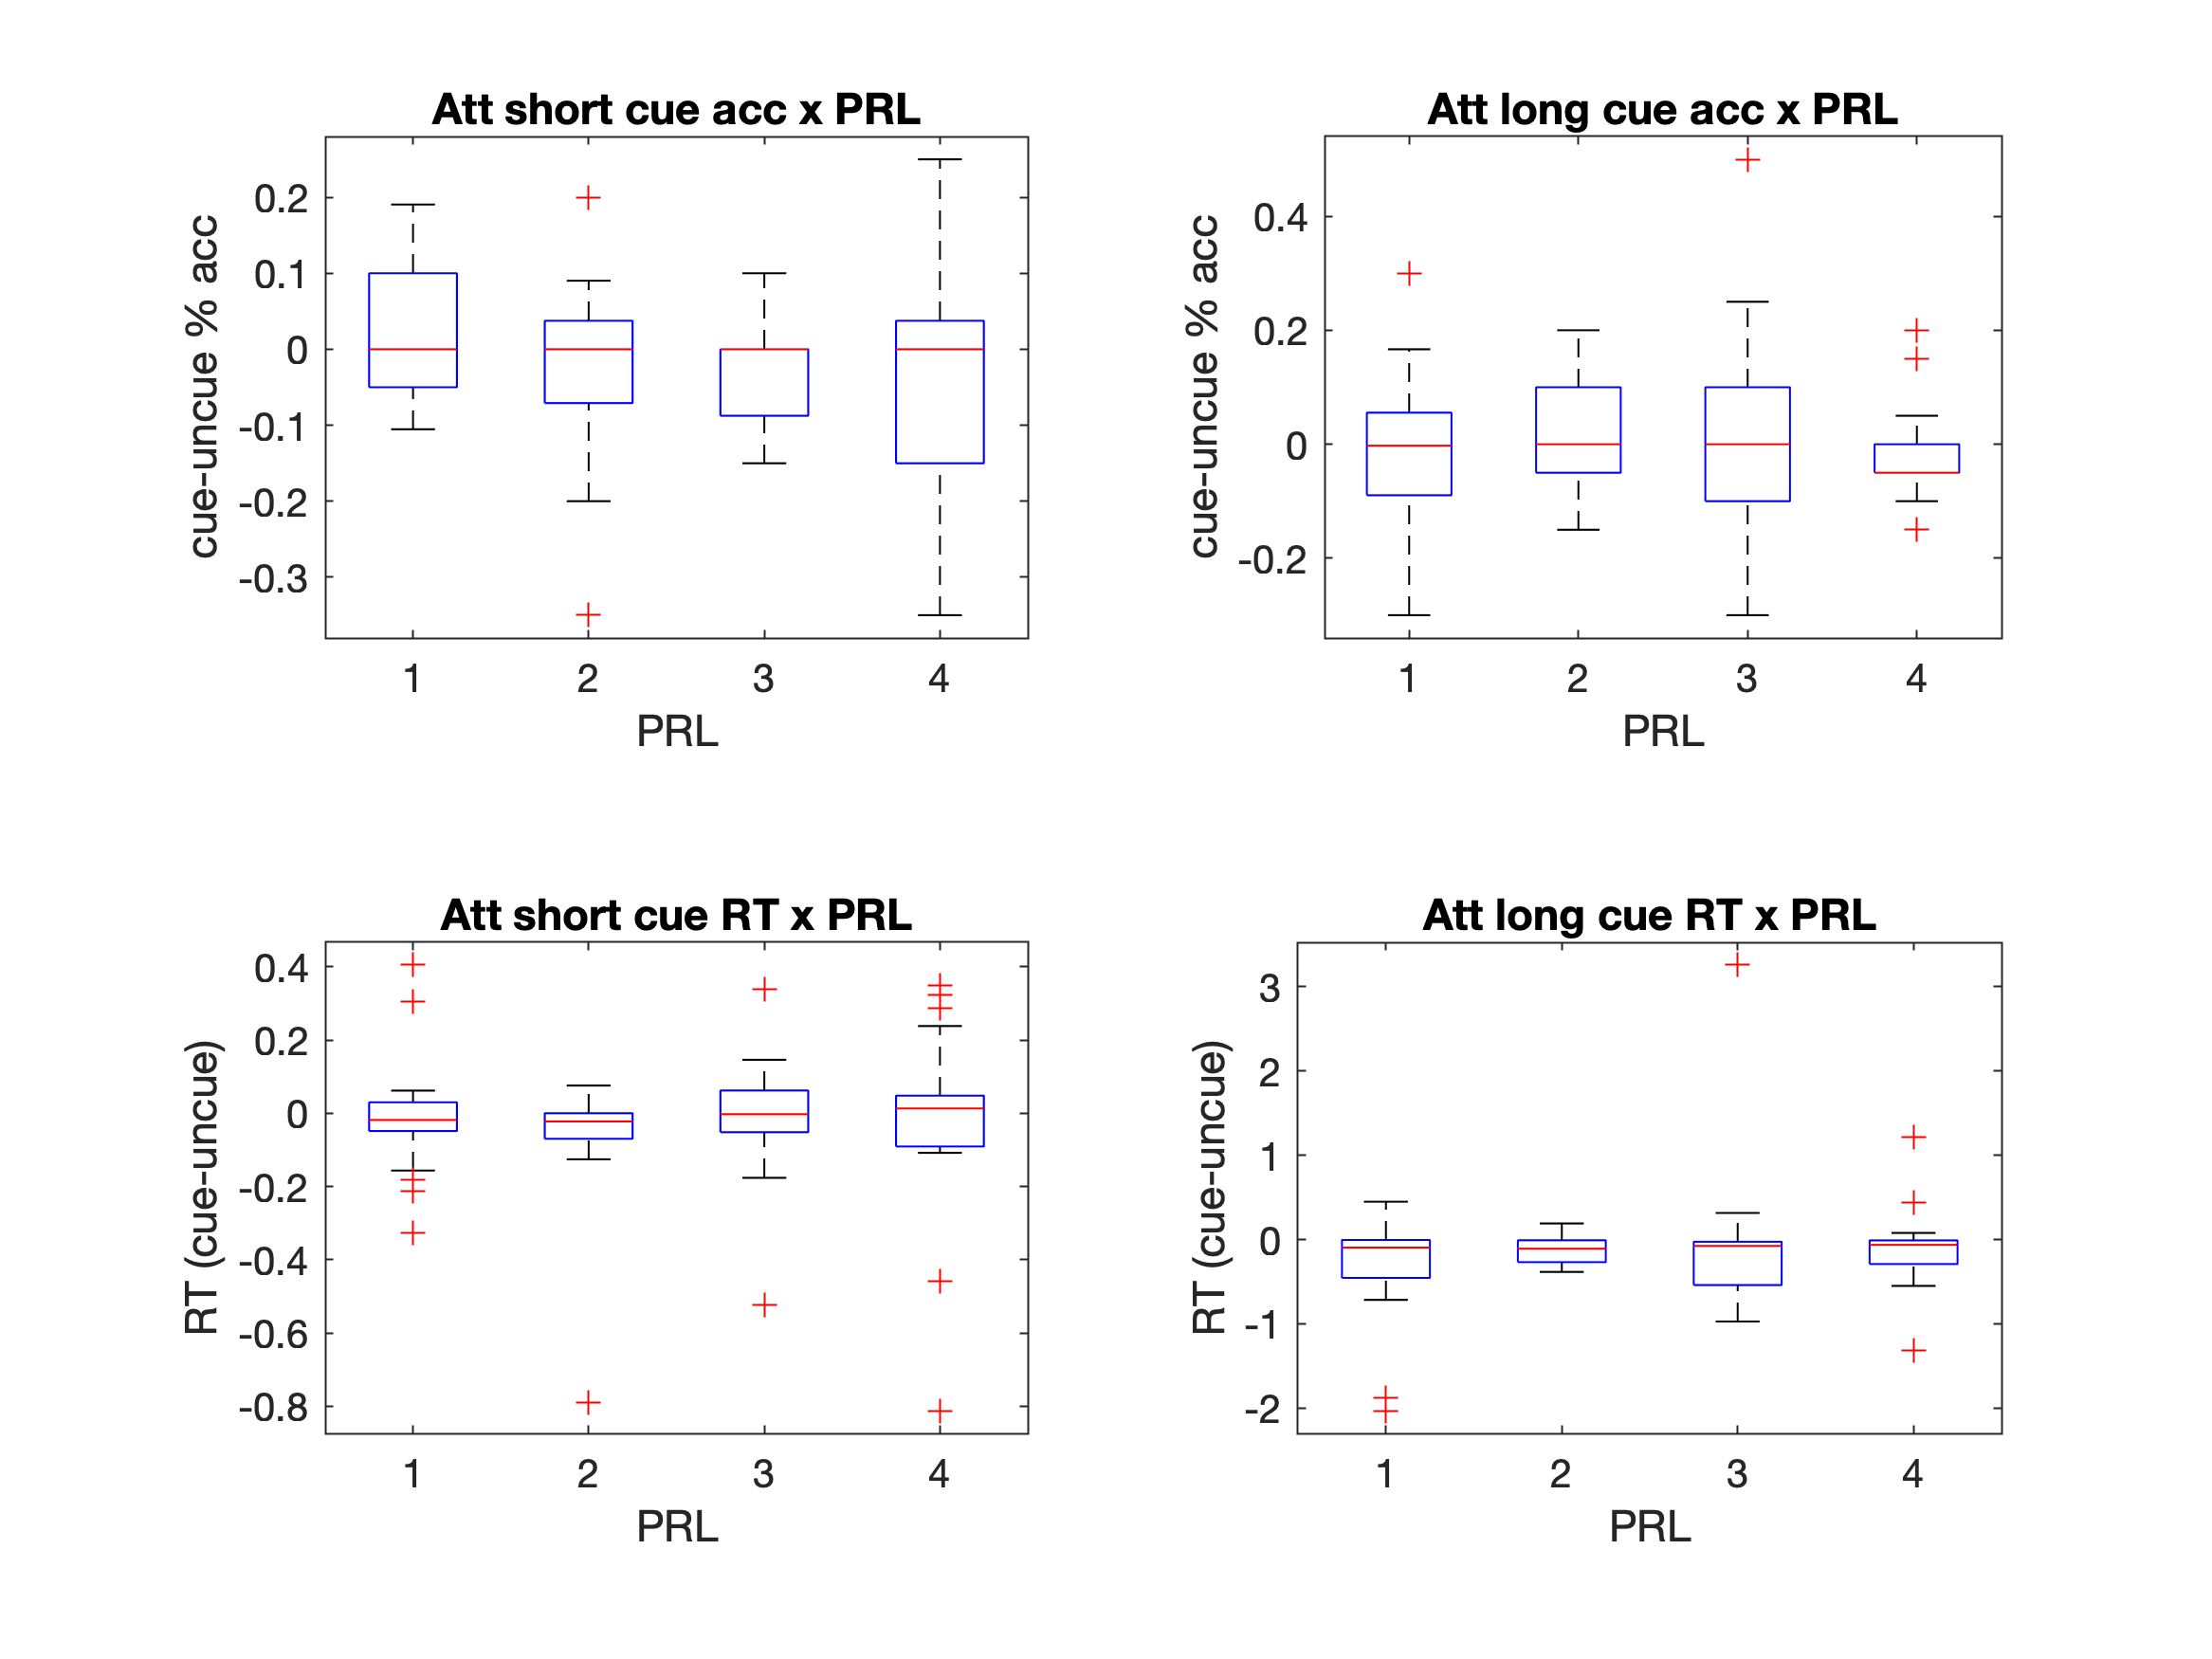 Att short cue acc x PRL
cue-uncue % acc
0.2
0.1
0
-0.1
-0.2
-0.3
1 2 3 4
PRL
Att long cue acc x PRL
cue-uncue % acc
0.4
0.2
0
-0.2
1 2 3 4
PRL
Att short cue RT x PRL
RT (cue-uncue)
0.4
0.2
0
-0.2
-0.4
-0.6
-0.8
1 2 3 4
PRL
Att long cue RT x PRL
RT (cue-uncue)
3
2
1
0
-1
-2
1 2 3 4
PRL